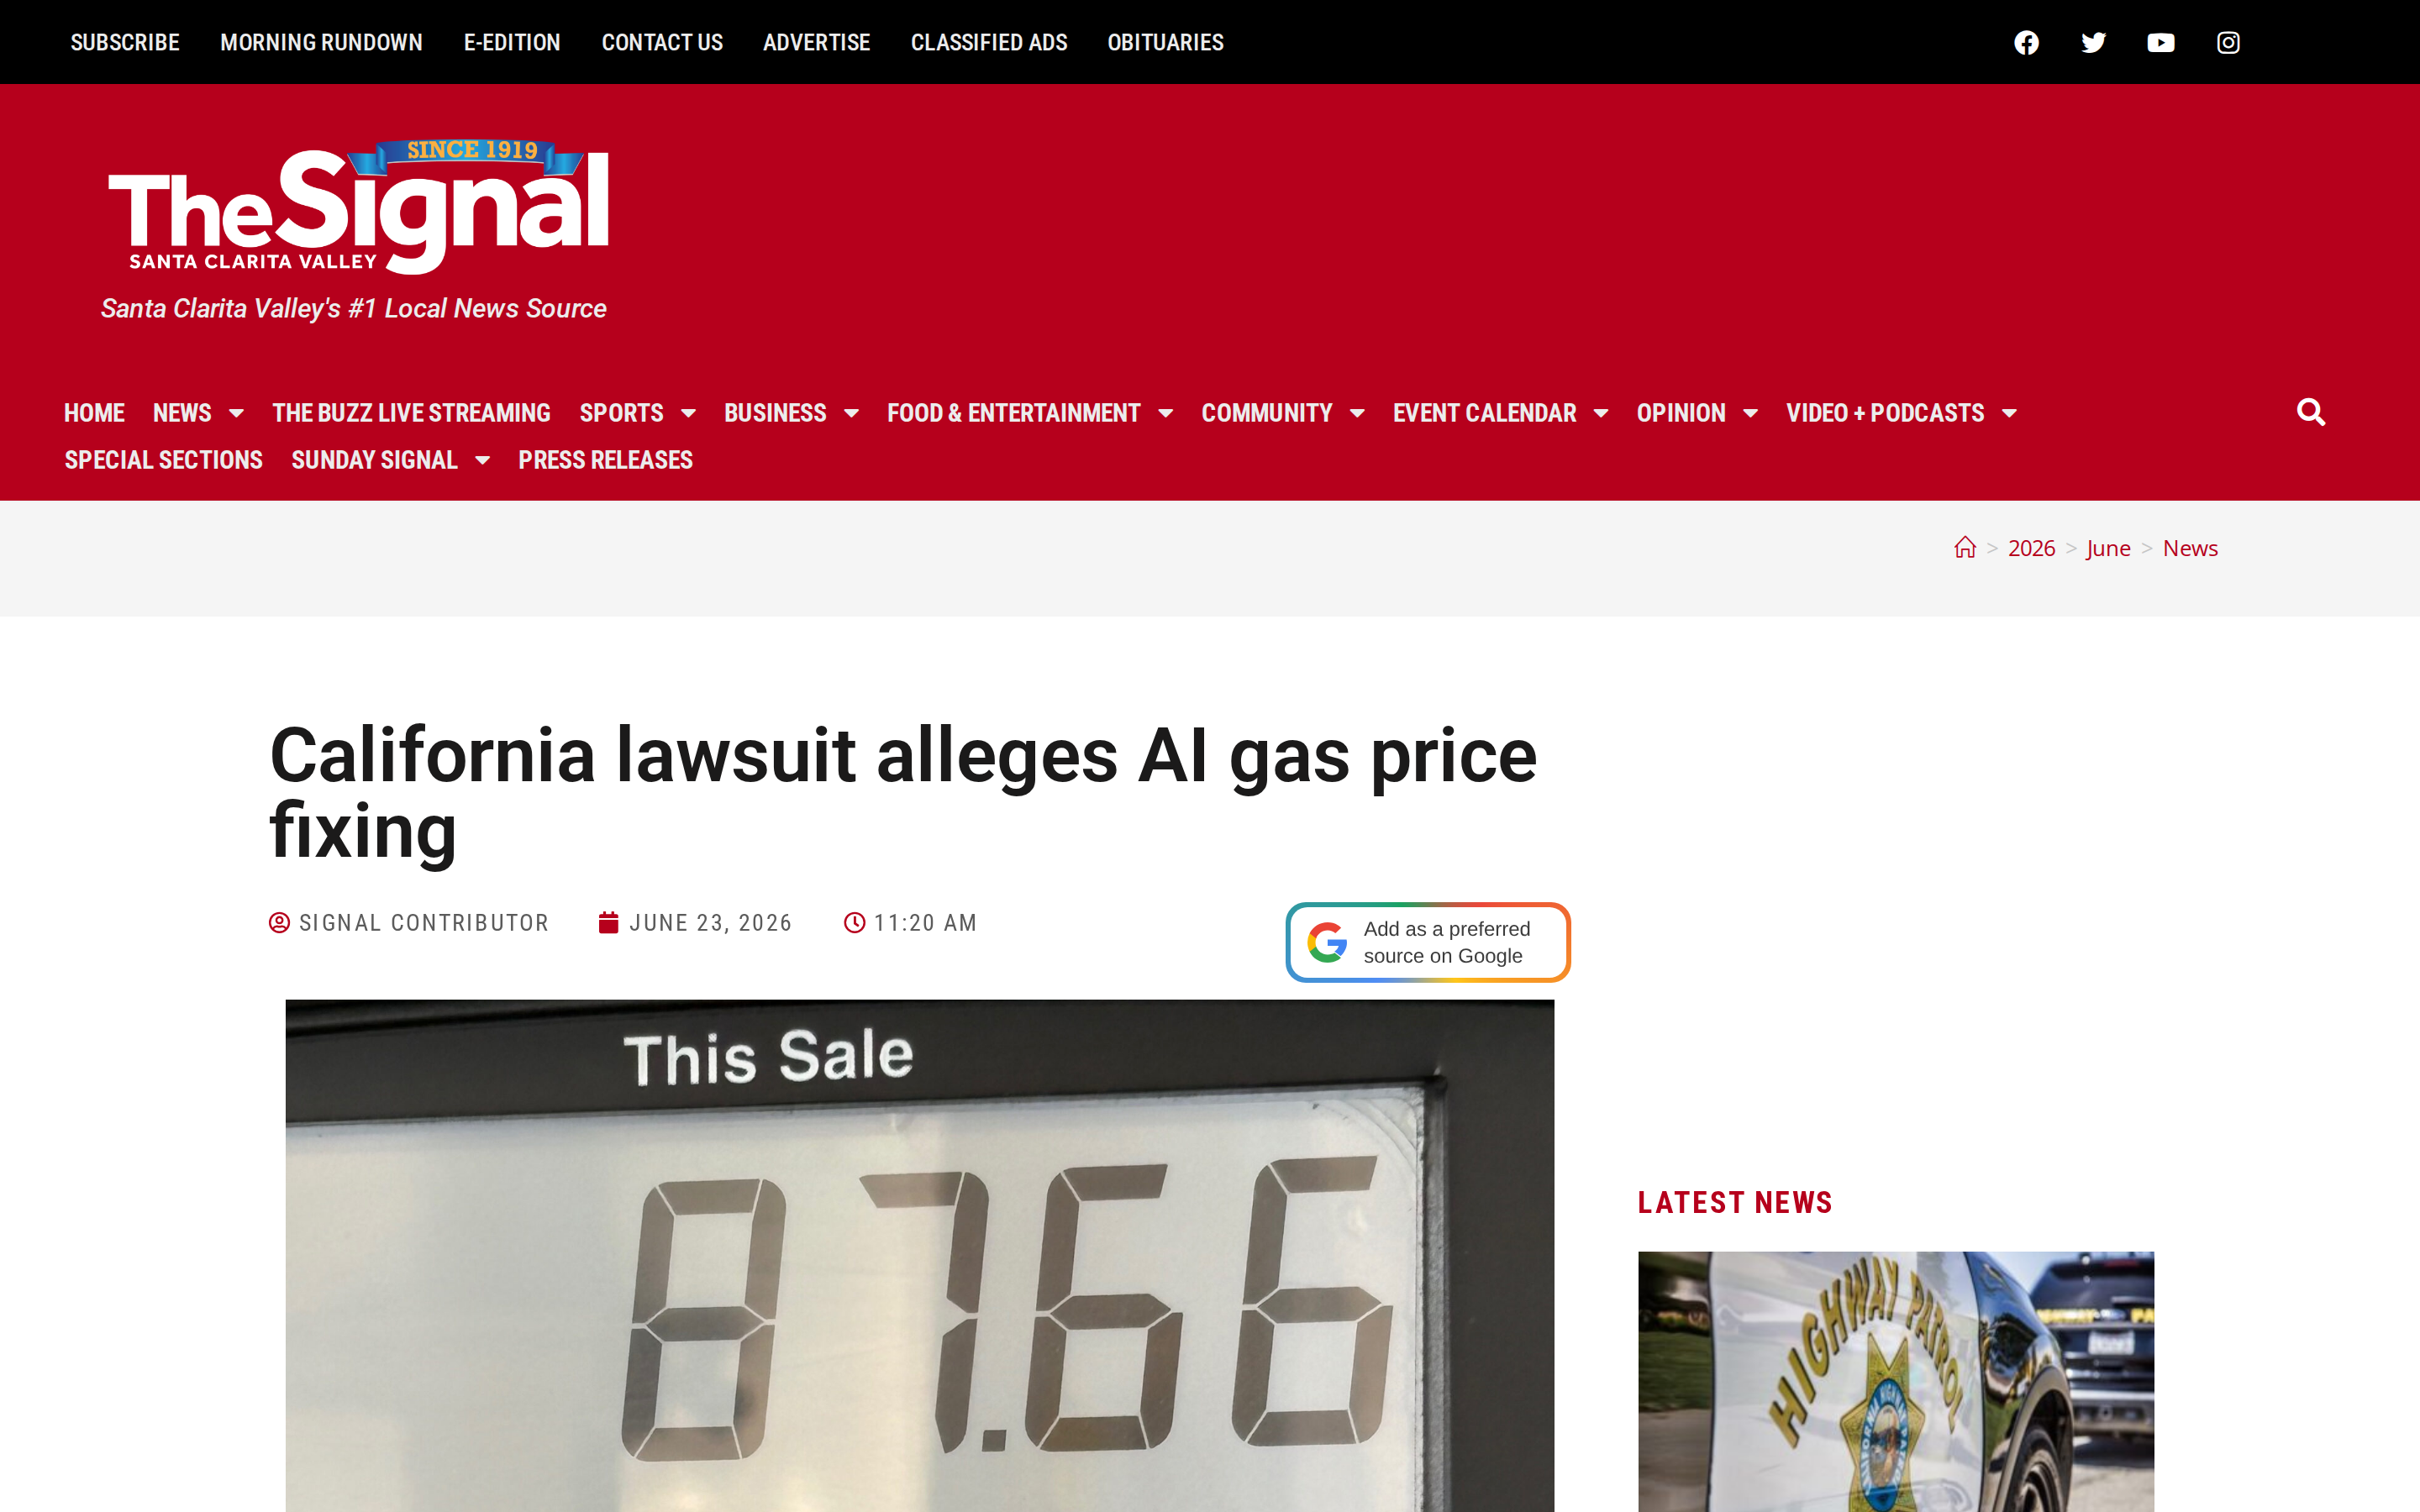 SUBSCRIBE MORNING RUNDOWN E-EDITION CONTACT US ADVERTISE CLASSIFIED ADS OBITUARIES
SINCE 1919
The Signal
SANTA CLARITA VALLEY
Santa Clarita Valley's #1 Local News Source
HOME NEWS THE BUZZ LIVE STREAMING SPORTS BUSINESS FOOD & ENTERTAINMENT COMMUNITY EVENT CALENDAR OPINION VIDEO + PODCASTS
SPECIAL SECTIONS SUNDAY SIGNAL PRESS RELEASES
> 2026 > June > News
California lawsuit alleges AI gas price
fixing
SIGNAL CONTRIBUTOR JUNE 23, 2026 11:20 AM
Add as a preferred
source on Google
This Sale
87.66
LATEST NEWS
HIGHWAY PATROL